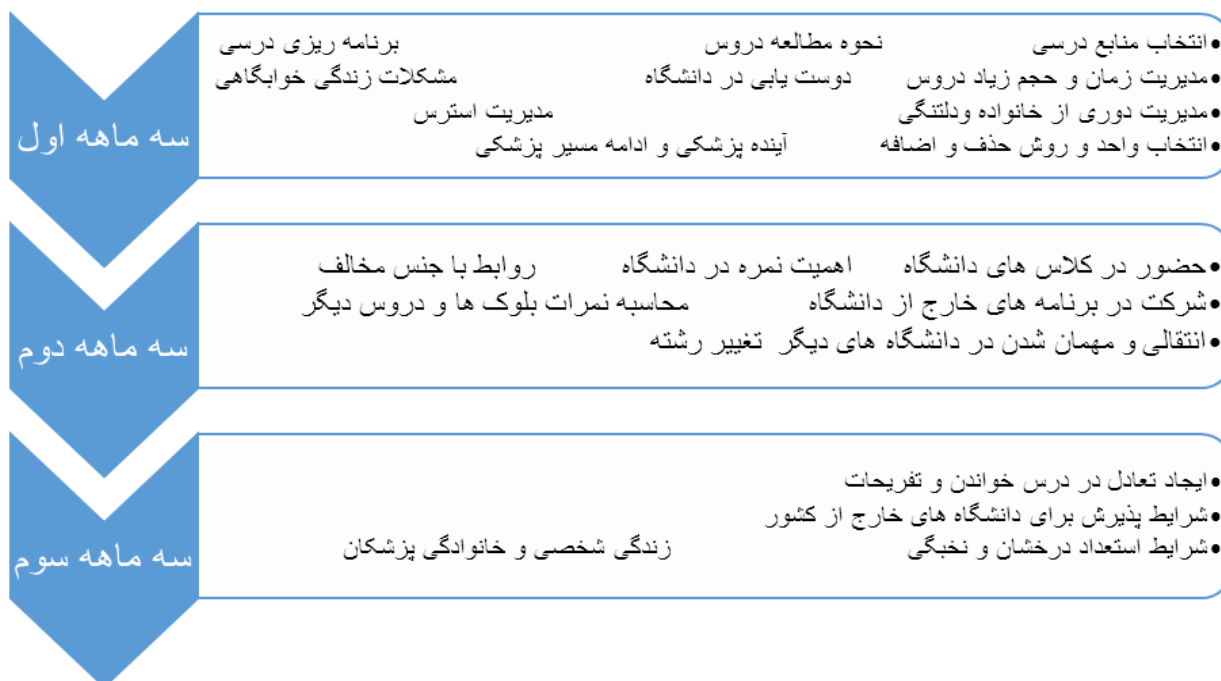 سه ماهه اول
•انتخاب منابع درسی نحوه مطالعه دروس برنامه ریزی درسی
•مدیریت زمان و حجم زیاد دروس دوست یابی در دانشگاه مشکلات زندگی خوابگاهی
•مدیریت دوری از خانواده ودلتنگی مدیریت استرس
•انتخاب واحد و روش حذف و اضافه آینده پزشکی و ادامه مسیر پزشکی
سه ماهه دوم
•حضور در کلاس های دانشگاه اهمیت نمره در دانشگاه روابط با جنس مخالف
•شرکت در برنامه های خارج از دانشگاه محاسبه نمرات بلوک ها و دروس دیگر
•انتقالی و مهمان شدن در دانشگاه های دیگر تغییر رشته
سه ماهه سوم
•ایجاد تعادل در درس خواندن و تفریحات
•شرایط پذیرش برای دانشگاه های خارج از کشور
•شرایط استعداد درخشان و نخبگی زندگی شخصی و خانوادگی پزشکان